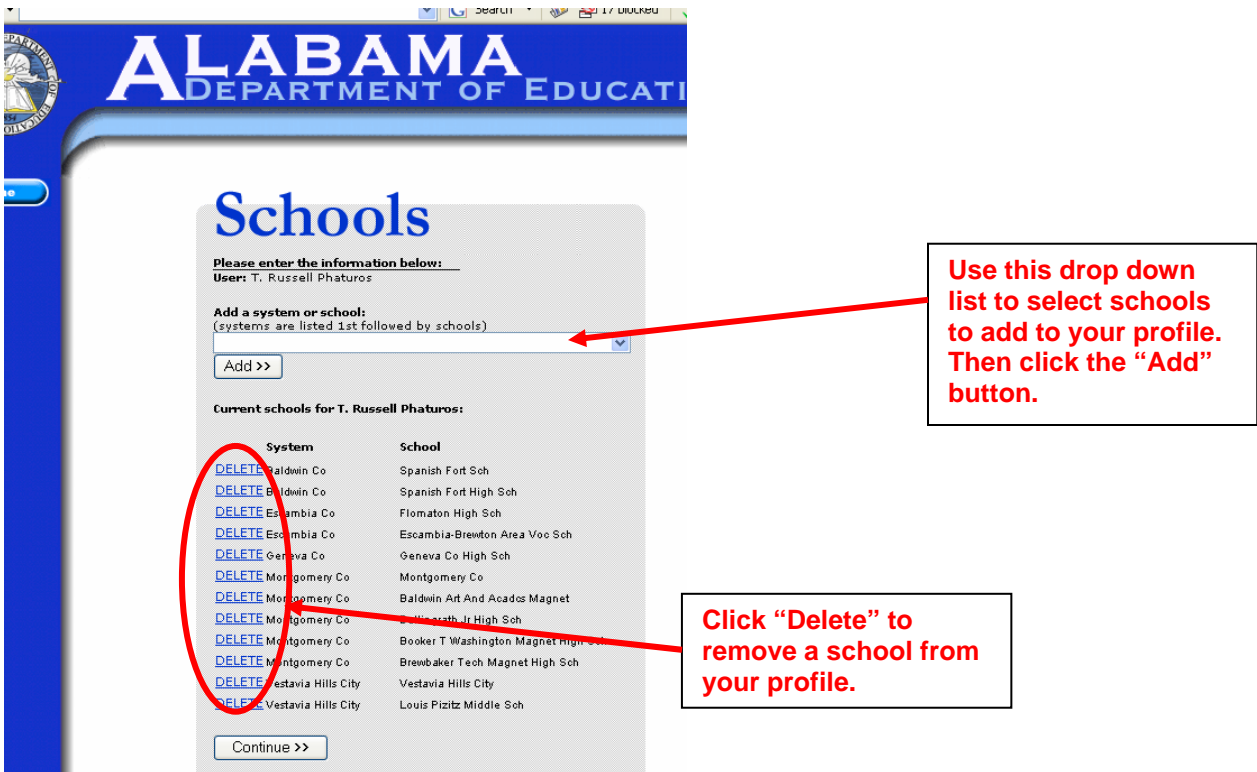 Search
17 blocked
ALABAMA
DEPARTMENT OF EDUCATI
Schools
Please enter the information below:
User: T. Russell Phaturos
Add a system or school:
(systems are listed 1st followed by schools)
Add >>
Use this drop down
list to select schools
to add to your profile.
Then click the “Add”
button.
Current schools for T. Russell Phaturos:
System School
DELETE Baldwin Co Spanish Fort Sch
DELETE Baldwin Co Spanish Fort High Sch
DELETE Escambia Co Flomaton High Sch
DELETE Escambia Co Escambia-Brewton Area Voc Sch
DELETE Geneva Co Geneva Co High Sch
DELETE Montgomery Co Montgomery Co
DELETE Montgomery Co Baldwin Art And Acadcs Magnet
DELETE Montgomery Co Jr High Sch
DELETE Montgomery Co Booker T Washington Magnet High Sch
DELETE Montgomery Co Brewbaker Tech Magnet High Sch
DELETE Vestavia Hills City Vestavia Hills City
DELETE Vestavia Hills City Louis Pizitz Middle Sch
Click “Delete” to
remove a school from
your profile.
Continue >>